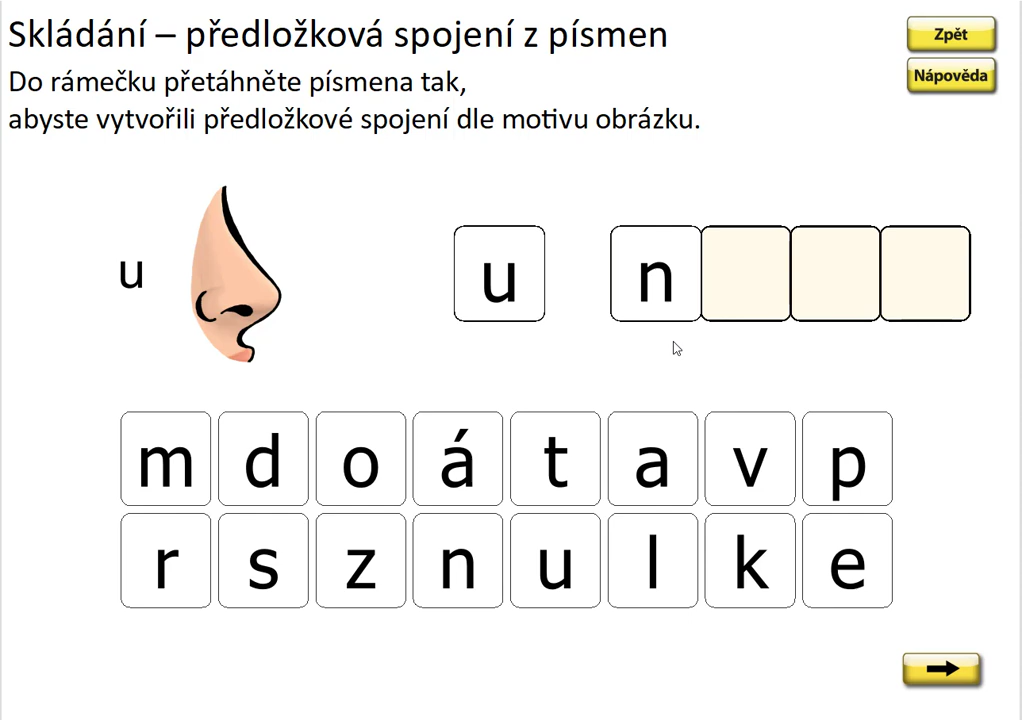 Skládání – předložková spojení z písmen
Zpět
Nápověda
Do rámečku přetáhněte písmena tak,
abyste vytvořili předložkové spojení dle motivu obrázku.
u
u n
m d o á t a v p
r s z n u l k e